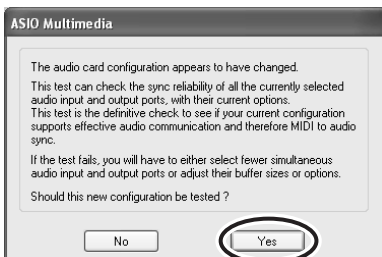 ASIO Multimedia
The audio card configuration appears to have changed.
This test can check the sync reliability of all the currently selected
audio input and output ports, with their current options.
This test is the definitive check to see if your current configuration
supports effective audio communication and therefore MIDI to audio
sync.
If the test fails, you will have to either select fewer simultaneous
audio input and output ports or adjust their buffer sizes or options.
Should this new configuration be tested ?
No
Yes